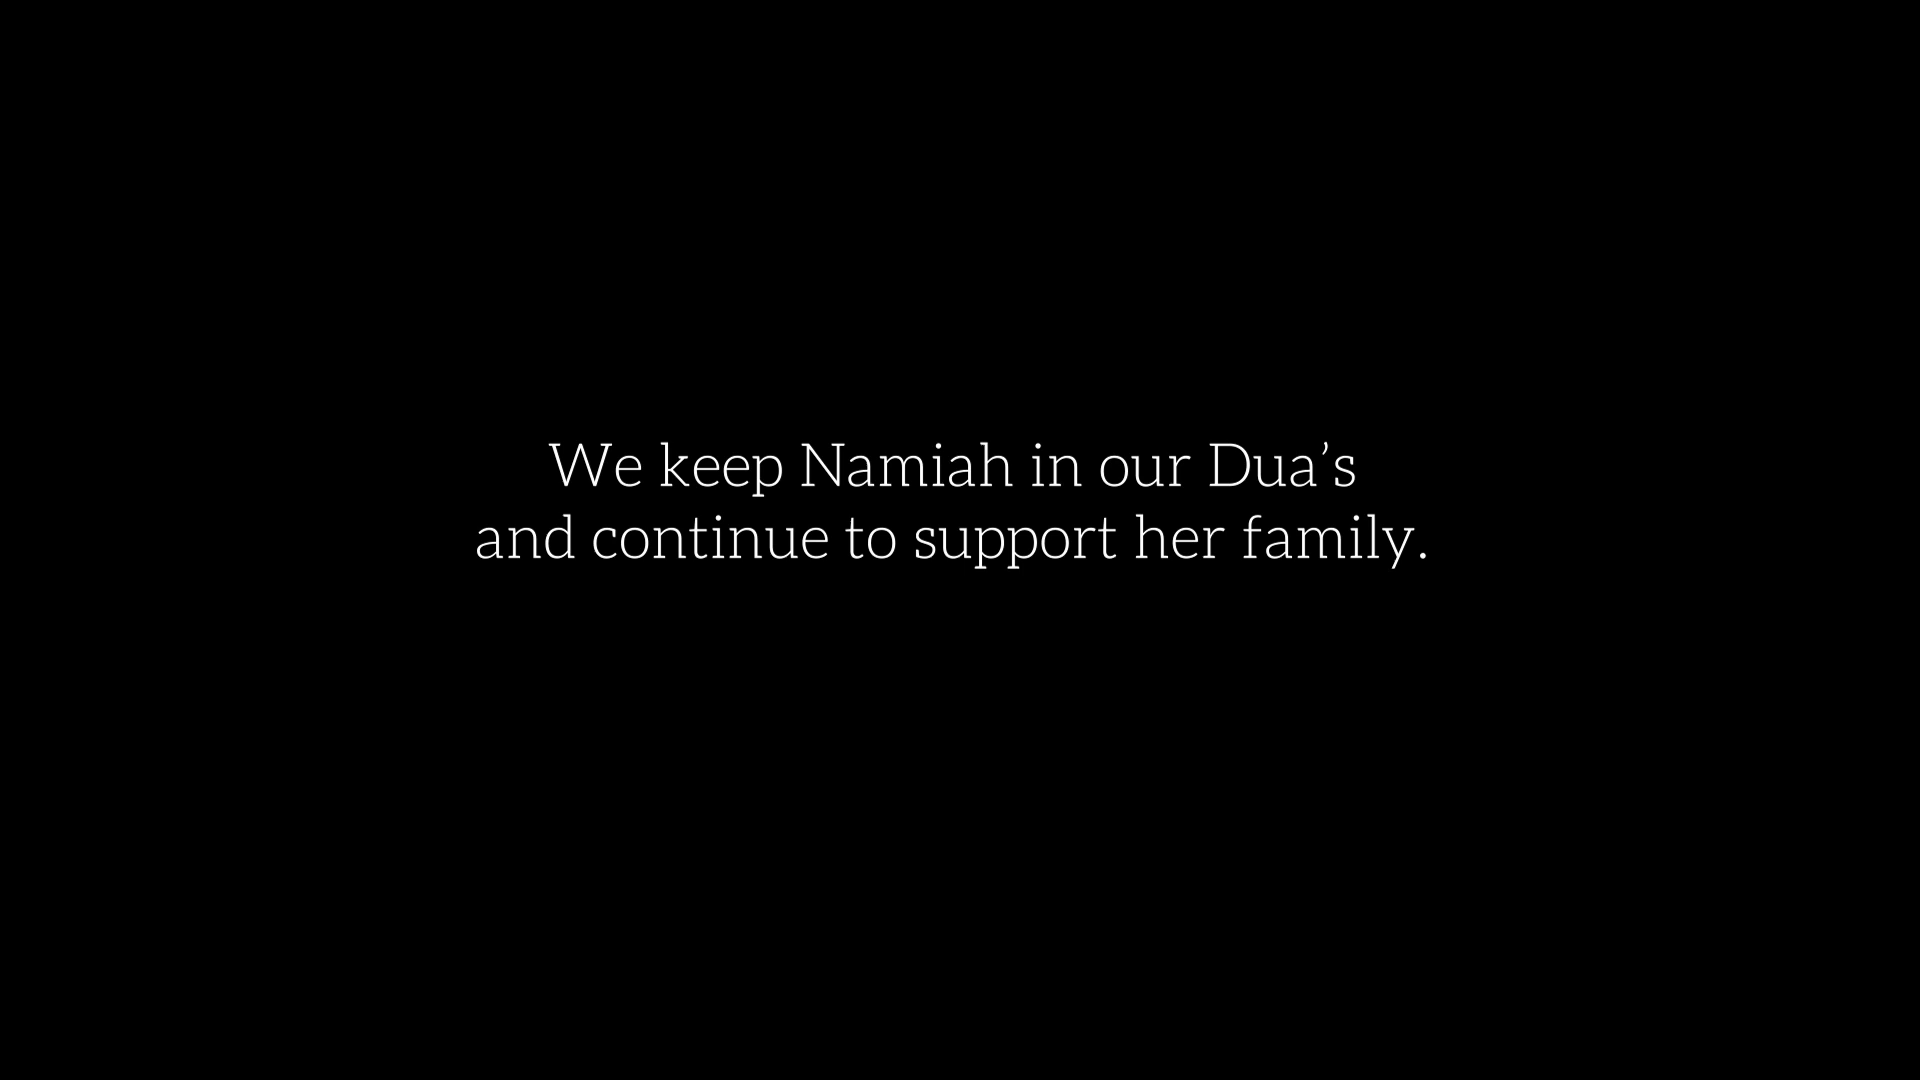 We keep Namiah in our Dua’s
and continue to support her family.